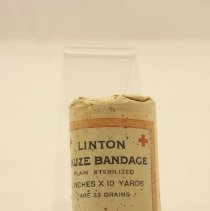 LINTON
UZE BANDAGE
PLAIN STERILIZED
INCHES X 10 YARDS
TARE 33 GRAINS